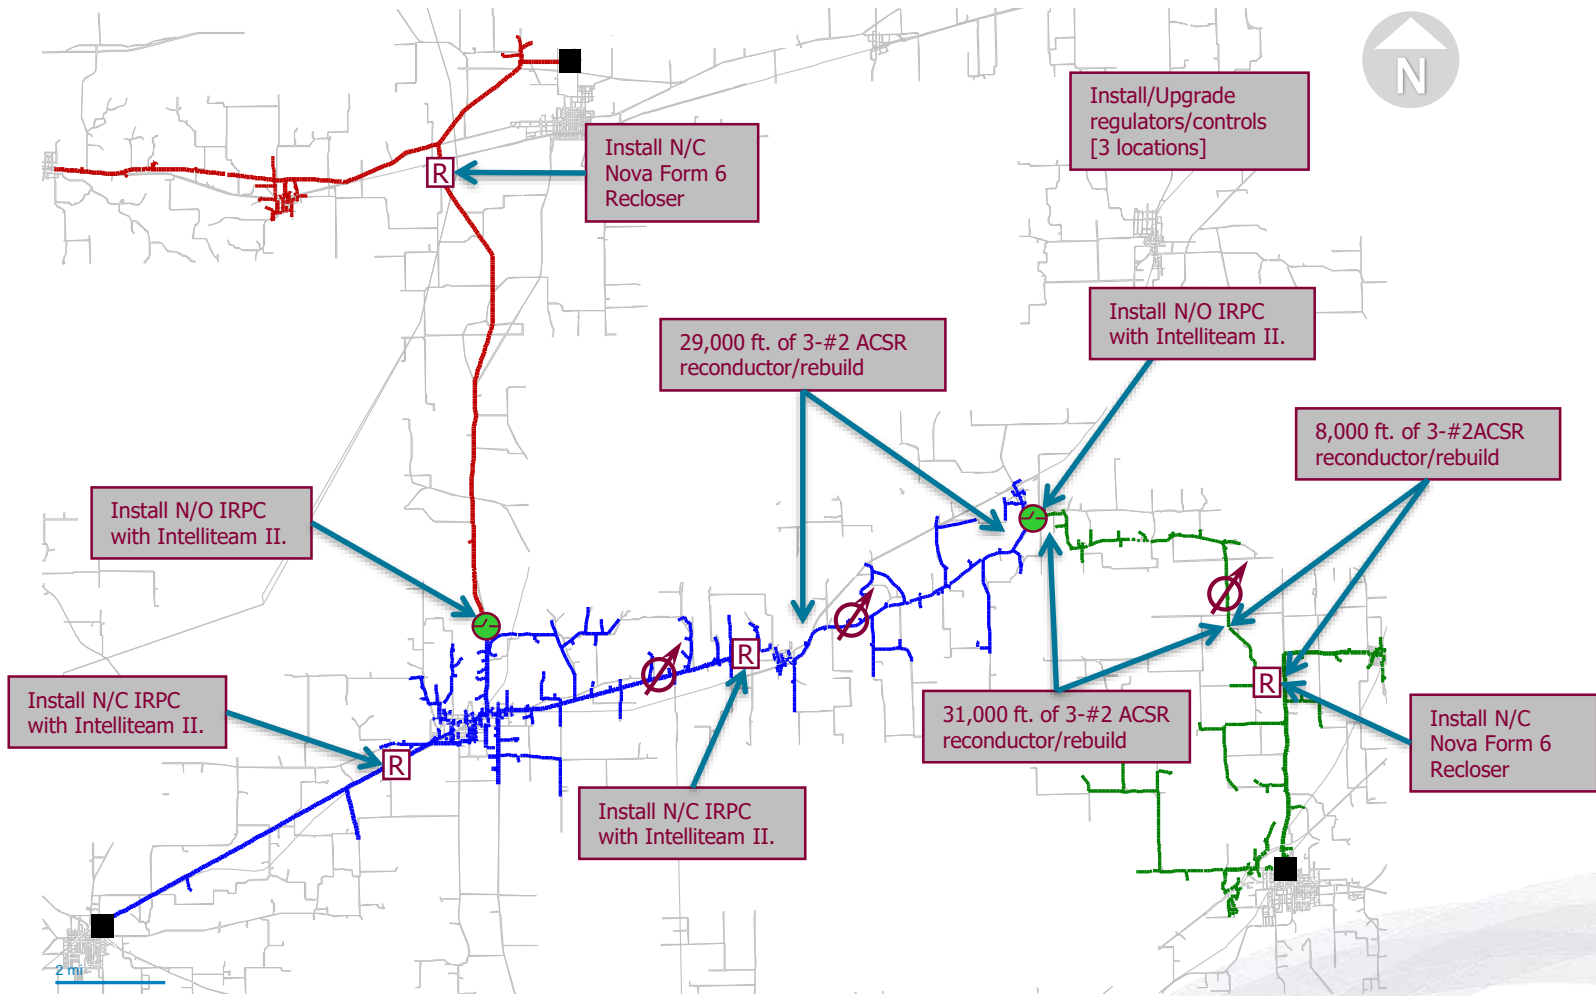 N
Install/Upgrade
regulators/controls
[3 locations]
Install N/C
Nova Form 6
Recloser
R
Install N/O IRPC
with Intelliteam II.
29,000 ft. of 3-#2 ACSR
reconductor/rebuild
8,000 ft. of 3-#2ACSR
reconductor/rebuild
Install N/O IRPC
with Intelliteam II.
R
R
Install N/C IRPC
with Intelliteam II.
31,000 ft. of 3-#2 ACSR
reconductor/rebuild
Install N/C
Nova Form 6
Recloser
R
Install N/C IRPC
with Intelliteam II.
2 mi